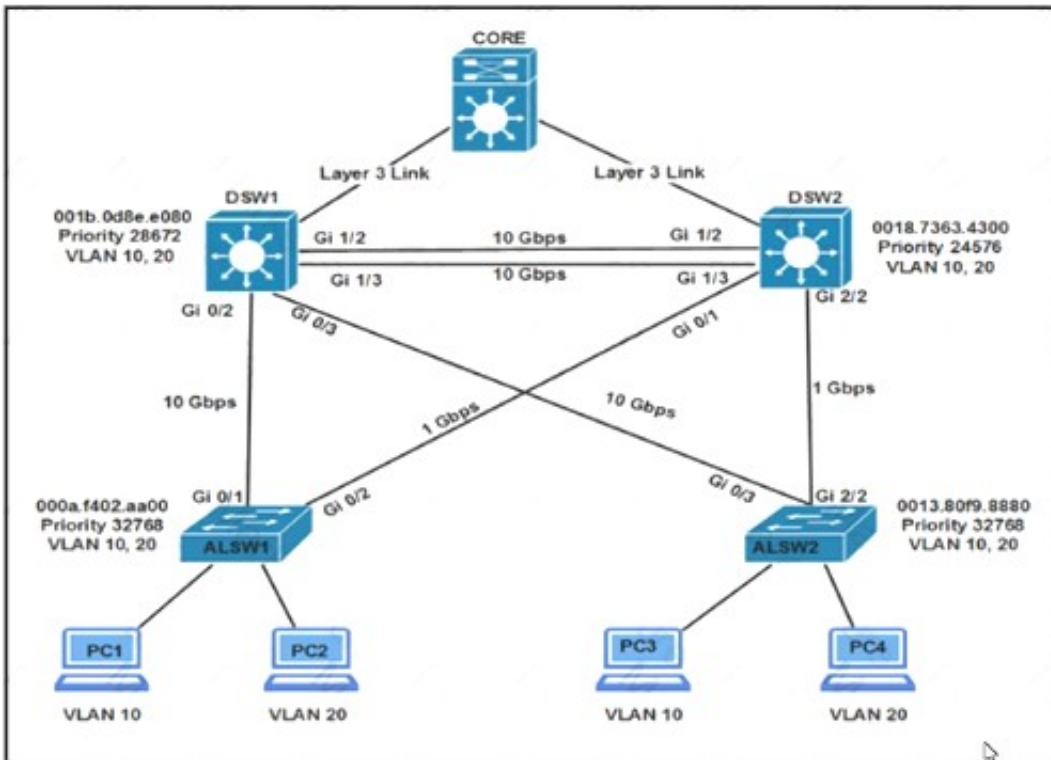 CORE
Layer 3 Link
Layer 3 Link
DSW1
DSW2
001b.0d8e.e080
Priority 28672
VLAN 10, 20
0018.7363.4300
Priority 24576
VLAN 10, 20
Gi 1/2
10 Gbps
Gi 1/2
Gi 1/3
10 Gbps
Gi 1/3
Gi 0/2
Gi 0/3
Gi 0/1
Gi 2/2
10 Gbps
1 Gbps
10 Gbps
1 Gbps
000a.f402.aa00
Priority 32768
VLAN 10, 20
Gi 0/1
Gi 0/2
Gi 0/3
Gi 2/2
0013.80f9.8880
Priority 32768
VLAN 10, 20
ALSW1
ALSW2
PC1
PC2
PC3
PC4
VLAN 10
VLAN 20
VLAN 10
VLAN 20